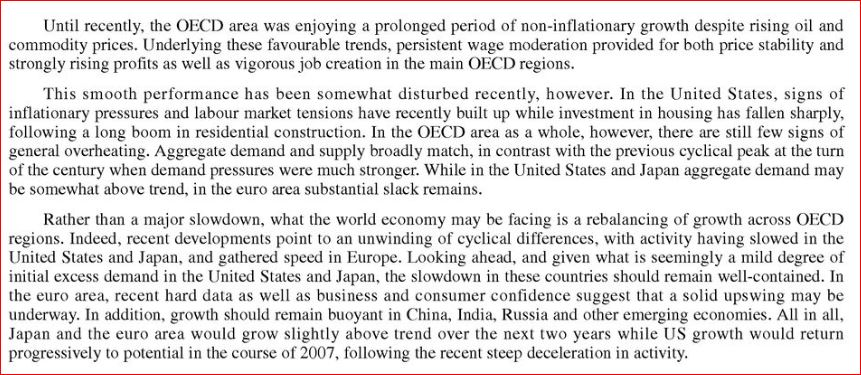 Until recently, the OECD area was enjoying a prolonged period of non-inflationary growth despite rising oil and
commodity prices. Underlying these favourable trends, persistent wage moderation provided for both price stability and
strongly rising profits as well as vigorous job creation in the main OECD regions.
This smooth performance has been somewhat disturbed recently, however. In the United States, signs of
inflationary pressures and labour market tensions have recently built up while investment in housing has fallen sharply,
following a long boom in residential construction. In the OECD area as a whole, however, there are still few signs of
general overheating. Aggregate demand and supply broadly match, in contrast with the previous cyclical peak at the turn
of the century when demand pressures were much stronger. While in the United States and Japan aggregate demand may
be somewhat above trend, in the euro area substantial slack remains.
Rather than a major slowdown, what the world economy may be facing is a rebalancing of growth across OECD
regions. Indeed, recent developments point to an unwinding of cyclical differences, with activity having slowed in the
United States and Japan, and gathered speed in Europe. Looking ahead, and given what is seemingly a mild degree of
initial excess demand in the United States and Japan, the slowdown in these countries should remain well-contained. In
the euro area, recent hard data as well as business and consumer confidence suggest that a solid upswing may be
underway. In addition, growth should remain buoyant in China, India, Russia and other emerging economies. All in all,
Japan and the euro area would grow slightly above trend over the next two years while US growth would return
progressively to potential in the course of 2007, following the recent steep deceleration in activity.